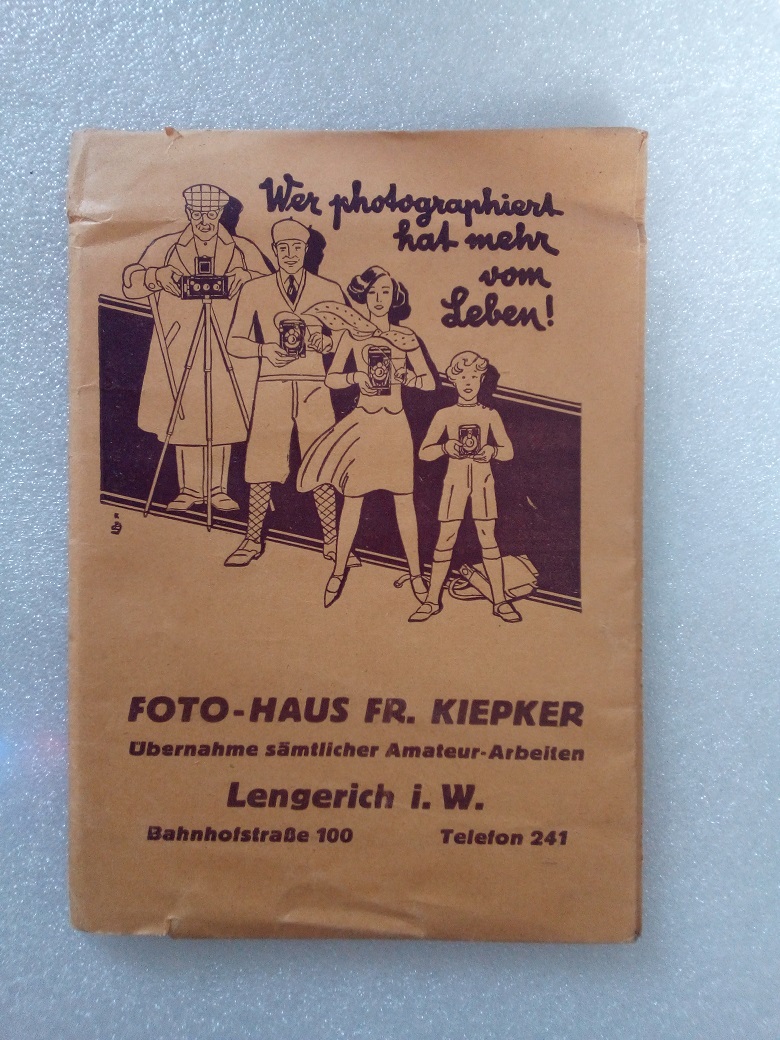 Wer photographiert
hat mehr
vom
Leben!
FOTO-HAUS FR. KIEPKER
Übernahme sämtlicher Amateur-Arbeiten
Lengerich i. W.
Bahnhofstraße 100 Telefon 241